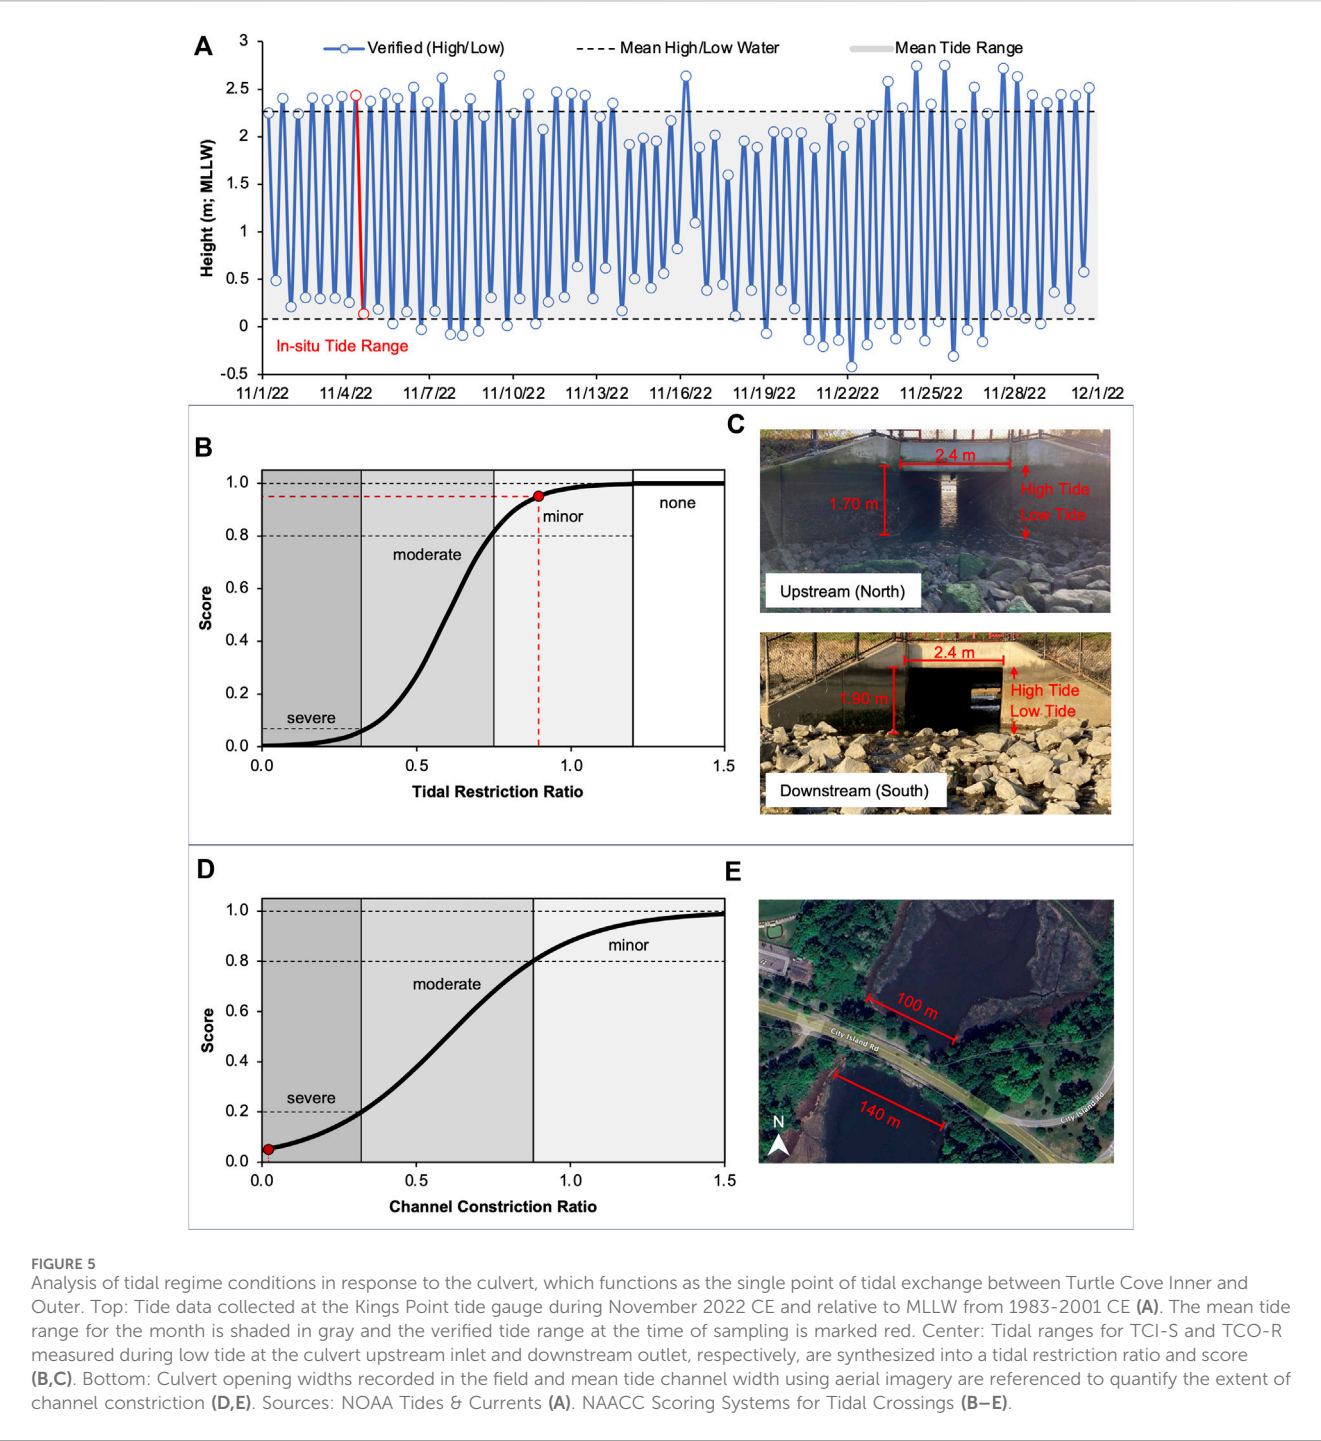 A
Verified (High/Low)
Mean High/Low Water
Mean Tide Range
3
2.5
2
1.5
1
0.5
0
-0.5
Height (m; MLLW)
In-situ Tide Range
11/1/22 11/4/22 11/7/22 11/10/22 11/13/22 11/16/22 11/19/22 11/22/22 11/25/22 11/28/22 12/1/22
B
1.0
0.8
0.6
0.4
0.2
0.0
Score
severe
moderate
minor
none
0.0 0.5 1.0 1.5
Tidal Restriction Ratio
C
2.4 m
1.70 m
High Tide
Low Tide
Upstream (North)
2.4 m
1.90 m
High Tide
Low Tide
Downstream (South)
D
1.0
0.8
0.6
0.4
0.2
0.0
Score
severe
moderate
minor
0.0 0.5 1.0 1.5
Channel Constriction Ratio
E
100 m
City Island Rd
140 m
City Island Rd
N
FIGURE 5
Analysis of tidal regime conditions in response to the culvert, which functions as the single point of tidal exchange between Turtle Cove Inner and
Outer. Top: Tide data collected at the Kings Point tide gauge during November 2022 CE and relative to MLLW from 1983-2001 CE (A). The mean tide
range for the month is shaded in gray and the verified tide range at the time of sampling is marked red. Center: Tidal ranges for TCI-S and TCO-R
measured during low tide at the culvert upstream inlet and downstream outlet, respectively, are synthesized into a tidal restriction ratio and score
(B,C). Bottom: Culvert opening widths recorded in the field and mean tide channel width using aerial imagery are referenced to quantify the extent of
channel constriction (D,E). Sources: NOAA Tides & Currents (A). NAACC Scoring Systems for Tidal Crossings (B–E).